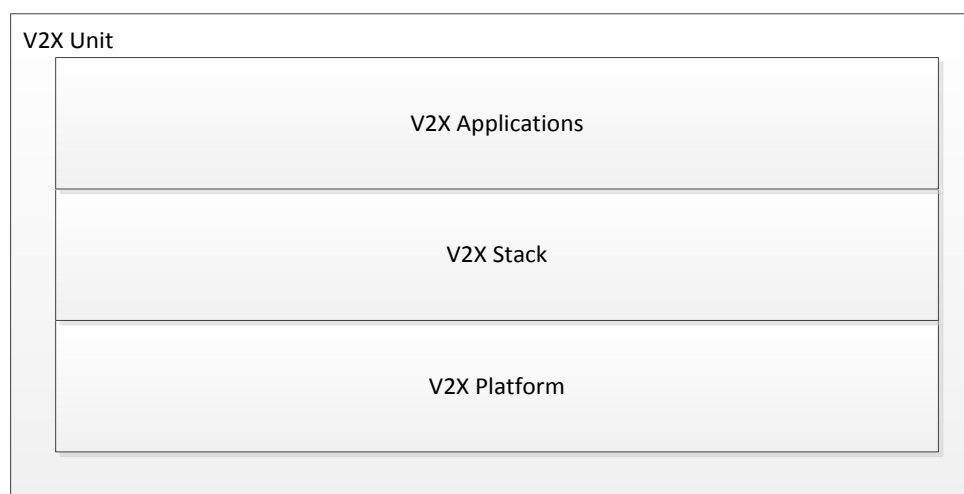 V2X Unit
V2X Applications
V2X Stack
V2X Platform